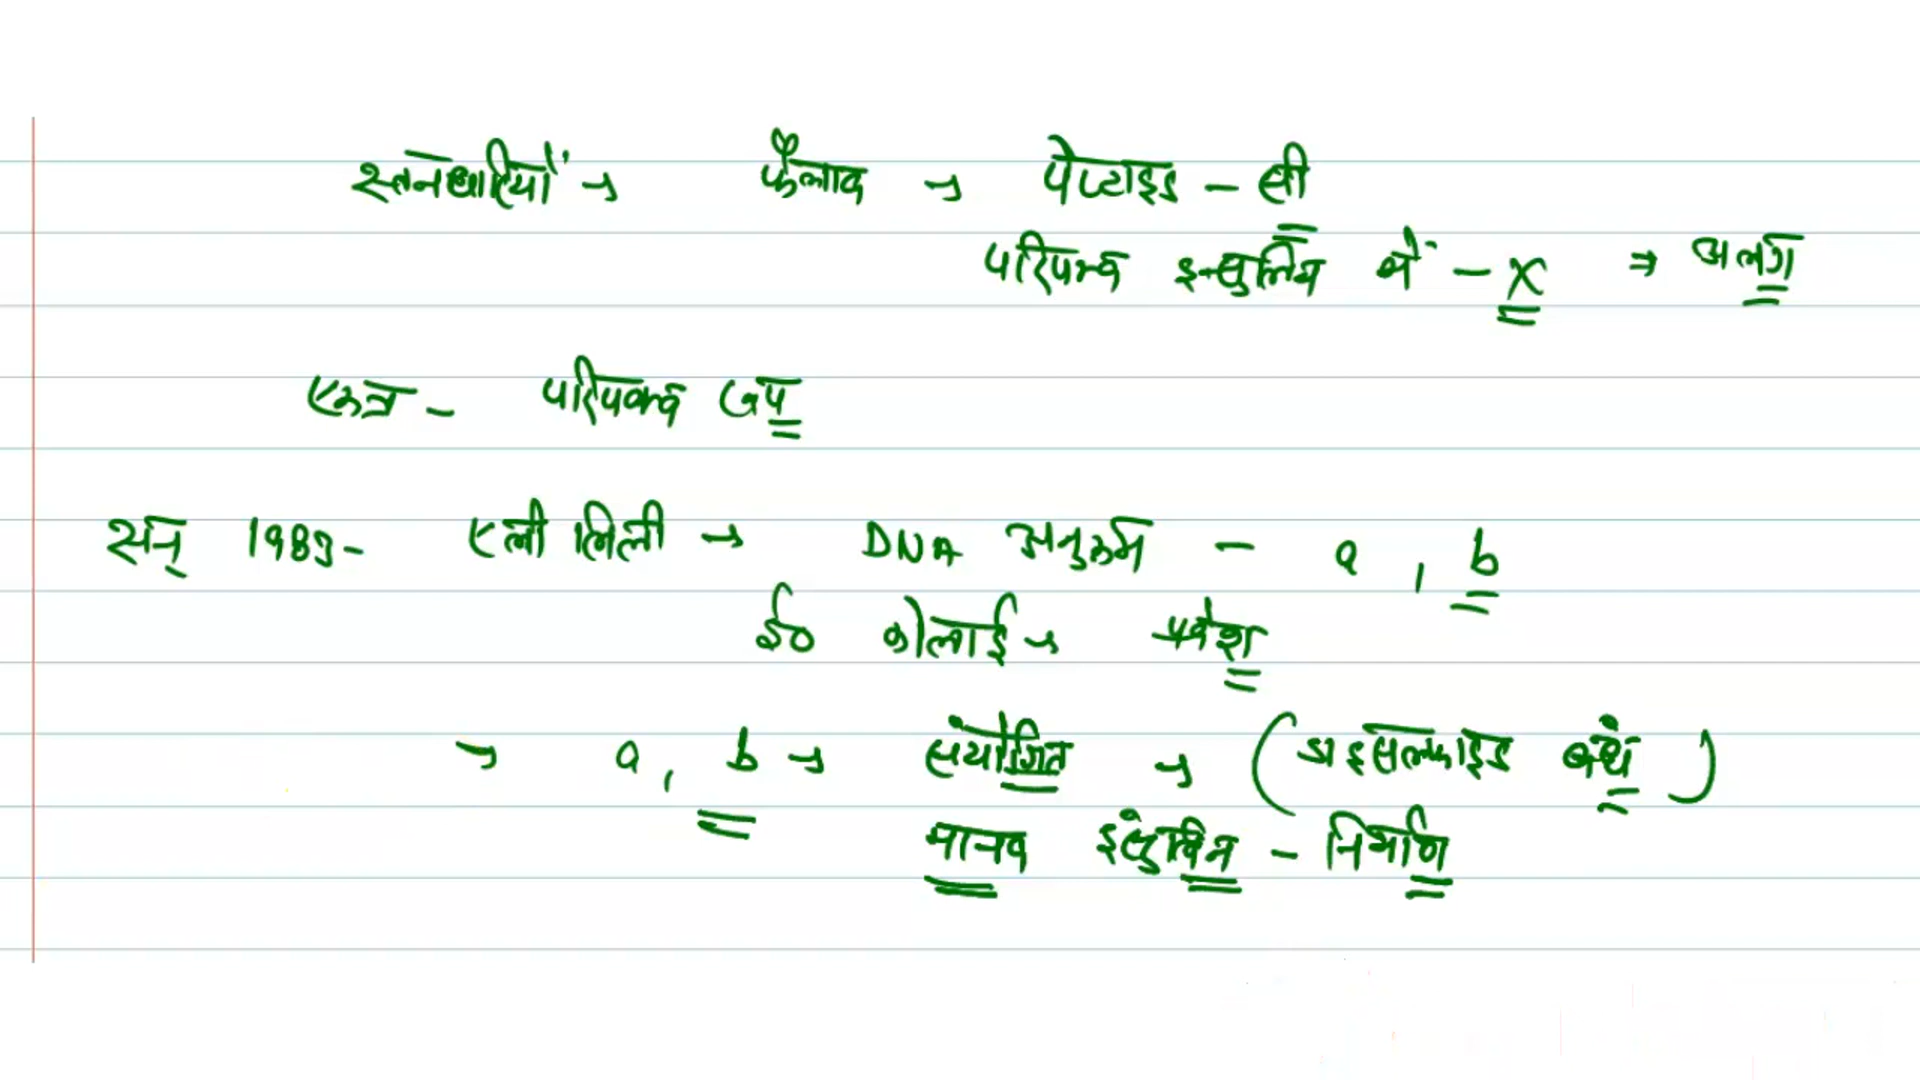 स्तनधारियों → फैलाव → पेप्टाइड - सी
परिपक्व इन्सुलिन में - X ⇒ अलग
एकत्र - परिपक्व रूप
सन् 1983 - एली लिली → DNA अनुक्रम - a , b
ई० कोलाई → प्रवेश
→ a , b → संयोगित → ( डाइसल्फाइड बंध )
मानव इंसुलिन - निर्माण